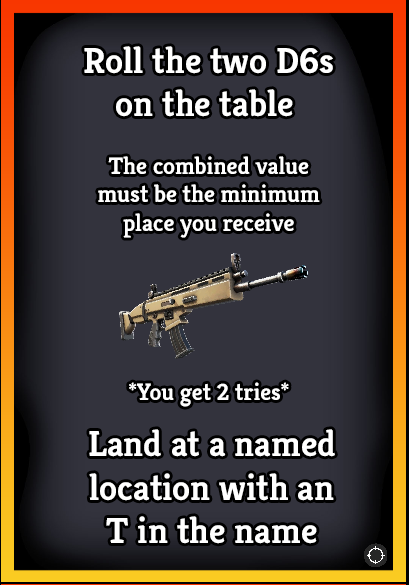 Roll the two D6s
on the table
The combined value
must be the minimum
place you receive
*You get 2 tries*
Land at a named
location with an
T in the name